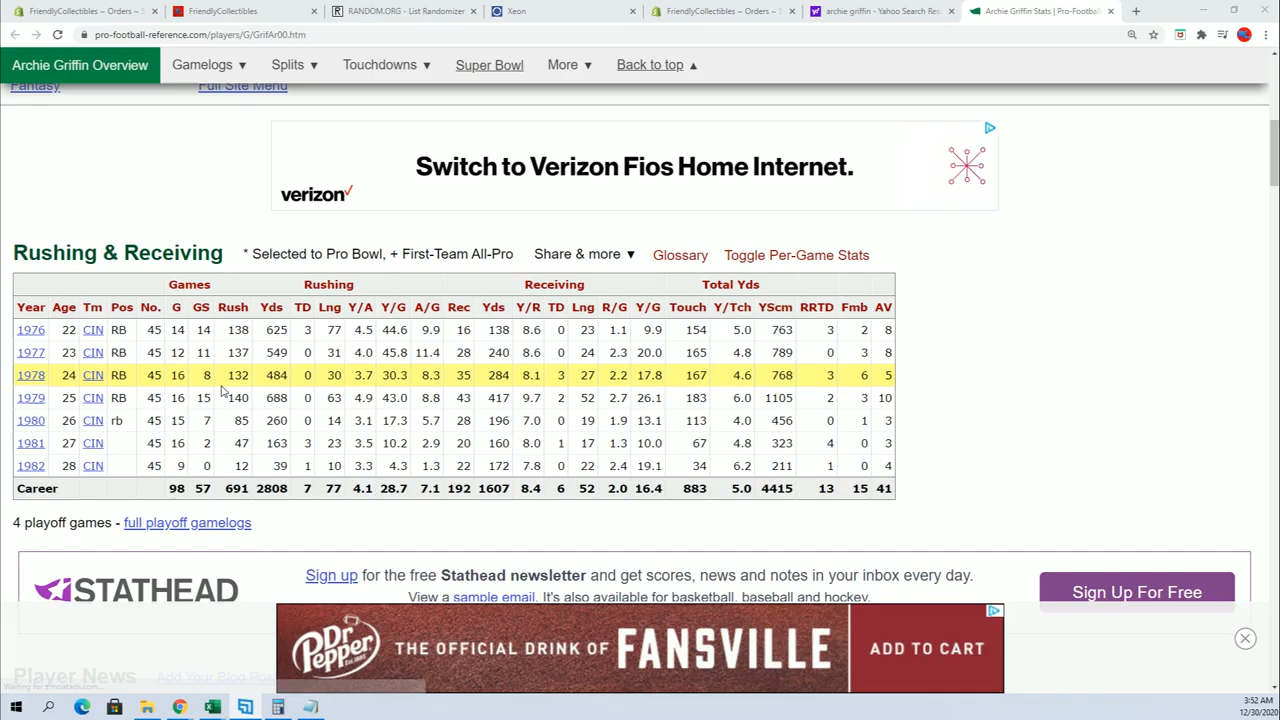 FriendlyCollectibles ~ Orders ~ S
FriendlyCollectibles
RANDOM.ORG - List Randomizer
Xeon
FriendlyCollectibles ~ Orders ~ S
archie griffin - Yahoo Search Res
Archie Griffin Stats | Pro-Footba
pro-football-reference.com/players/G/GrifAr00.htm
Archie Griffin Overview Gamelogs ▼ Splits ▼ Touchdowns ▼ Super Bowl More ▼ Back to top ▲
Fantasy Full Site Menu
Switch to Verizon Fios Home Internet.
verizon✓
Rushing & Receiving * Selected to Pro Bowl, + First-Team All-Pro Share & more ▼ Glossary Toggle Per-Game Stats
Games Rushing Receiving Total Yds
Year Age Tm Pos No. G GS Rush Yds TD Lng Y/A Y/G A/G Rec Yds Y/R TD Lng R/G Y/G Touch Y/Tch YScm RRTD Fmb AV
1976 22 CIN RB 45 14 14 138 625 3 77 4.5 44.6 9.9 16 138 8.6 0 23 1.1 9.9 154 5.0 763 3 2 8
1977 23 CIN RB 45 12 11 137 549 0 31 4.0 45.8 11.4 28 240 8.6 0 24 2.3 20.0 165 4.8 789 0 3 8
1978 24 CIN RB 45 16 8 132 484 0 30 3.7 30.3 8.3 35 284 8.1 3 27 2.2 17.8 167 4.6 768 3 6 5
1979 25 CIN RB 45 16 15 140 688 0 63 4.9 43.0 8.8 43 417 9.7 2 52 2.7 26.1 183 6.0 1105 2 3 10
1980 26 CIN rb 45 15 7 85 260 0 14 3.1 17.3 5.7 28 196 7.0 0 19 1.9 13.1 113 4.0 456 0 1 3
1981 27 CIN 45 16 2 47 163 3 23 3.5 10.2 2.9 20 160 8.0 1 17 1.3 10.0 67 4.8 323 4 0 3
1982 28 CIN 45 9 0 12 39 1 10 3.3 4.3 1.3 22 172 7.8 0 22 2.4 19.1 34 6.2 211 1 0 4
Career 98 57 691 2808 7 77 4.1 28.7 7.1 192 1607 8.4 6 52 2.0 16.4 883 5.0 4415 13 15 41
4 playoff games - full playoff gamelogs
STATHEAD
Sign up for the free Stathead newsletter and get scores, news and notes in your inbox every day.
View a sample email. It's also available for basketball, baseball and hockey.
Sign Up For Free
Dr Pepper EST. 1885 THE OFFICIAL DRINK OF FANSVILLE ADD TO CART
Player News Add Your Blog Pos
3:52 AM
12/30/2020